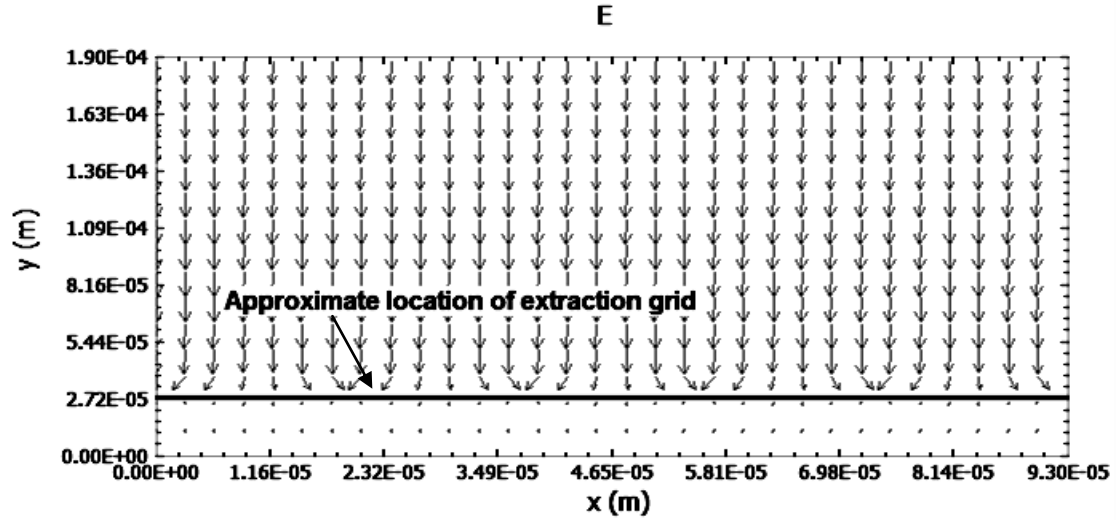 E
1.90E-04
1.63E-04
1.36E-04
1.09E-04
8.16E-05
5.44E-05
2.72E-05
0.00E+00
y (m)
Approximate location of extraction grid
0.00E+00 1.16E-05 2.32E-05 3.49E-05 4.65E-05 5.81E-05 6.98E-05 8.14E-05 9.30E-05
x (m)